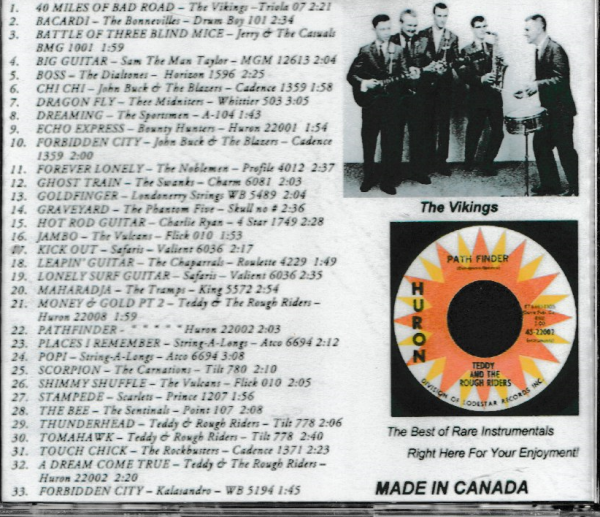 1. 40 MILES OF BAD ROAD – The Vikings -Triola 07 2:21
2. BACARDI – The Bonnevilles – Drum Boy 101 2:34
3. BATTLE OF THREE BLIND MICE – Jerry & The Casuals
BMG 1001 1:59
4. BIG GUITAR – Sam The Man Taylor – MGM 12613 2:04
5. BOSS – The Dialtones – Horizon 1596 2:25
6. CHI CHI – John Buck & The Blazers – Cadence 1359 1:58
7. DRAGON FLY – Thee Midniters – Whittier 503 3:05
8. DREAMING – The Sportsmen – A-104 1:43
9. ECHO EXPRESS – Bounty Hunters – Huron 22001 1:54
10. FORBIDDEN CITY – John Buck & The Blazers – Cadence
1359 2:00
11. FOREVER LONELY – The Noblemen – Profile 4012 2:37
12. GHOST TRAIN – The Swanks – Charm 6081 2:03
13. GOLDFINGER – Londonerry Strings WB 5489 2:04
14. GRAVEYARD – The Phantom Five – Skull no # 2:36
15. HOT ROD GUITAR – Charlie Ryan – 4 Star 1749 2:28
16. JAMBO – The Vulcans – Flick 010 1:53
17. KICK OUT – Safaris – Valient 6036 2:17
18. LEAPIN' GUITAR – The Chaparrals – Roulette 4229 1:49
19. LONELY SURF GUITAR – Safaris – Valient 6036 2:35
20. MAHARADJA – The Tramps – King 5572 2:54
21. MONEY & GOLD PT 2 – Teddy & The Rough Riders –
Huron 22008 1:59
22. PATHFINDER - " " " " " Huron 22002 2:03
23. PLACES I REMEMBER – String-A-Longs – Atco 6694 2:12
24. POPI – String-A-Longs – Atco 6694 3:08
25. SCORPION – The Carnations – Tilt 780 2:10
26. SHIMMY SHUFFLE – The Vulcans – Flick 010 2:05
27. STAMPEDE – Scarlets – Prince 1207 1:56
28. THE BEE – The Sentinals – Point 107 2:08
29. THUNDERHEAD – Teddy & Rough Riders – Tilt 778 2:06
30. TOMAHAWK – Teddy & Rough Riders – Tilt 778 2:40
31. TOUCH CHICK – The Rockbusters – Cadence 1371 2:23
32. A DREAM COME TRUE – Teddy & The Rough Riders –
Huron 22002 2:20
33. FORBIDDEN CITY – Kalasandro – WB 5194 1:45
The Vikings
PATH FINDER
HURON
45-22002
TEDDY
AND THE
ROUGH RIDERS
DIVISION OF LODESTAR RECORDS INC.
The Best of Rare Instrumentals
Right Here For Your Enjoyment!
MADE IN CANADA